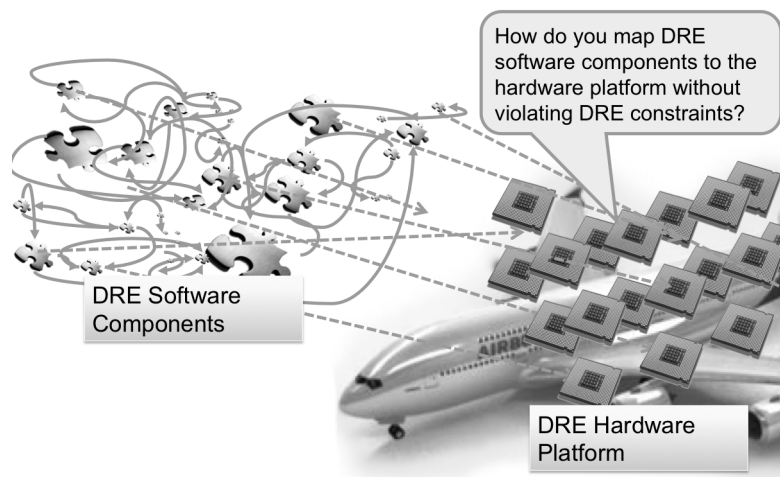 How do you map DRE
software components to the
hardware platform without
violating DRE constraints?
DRE Software
Components
DRE Hardware
Platform